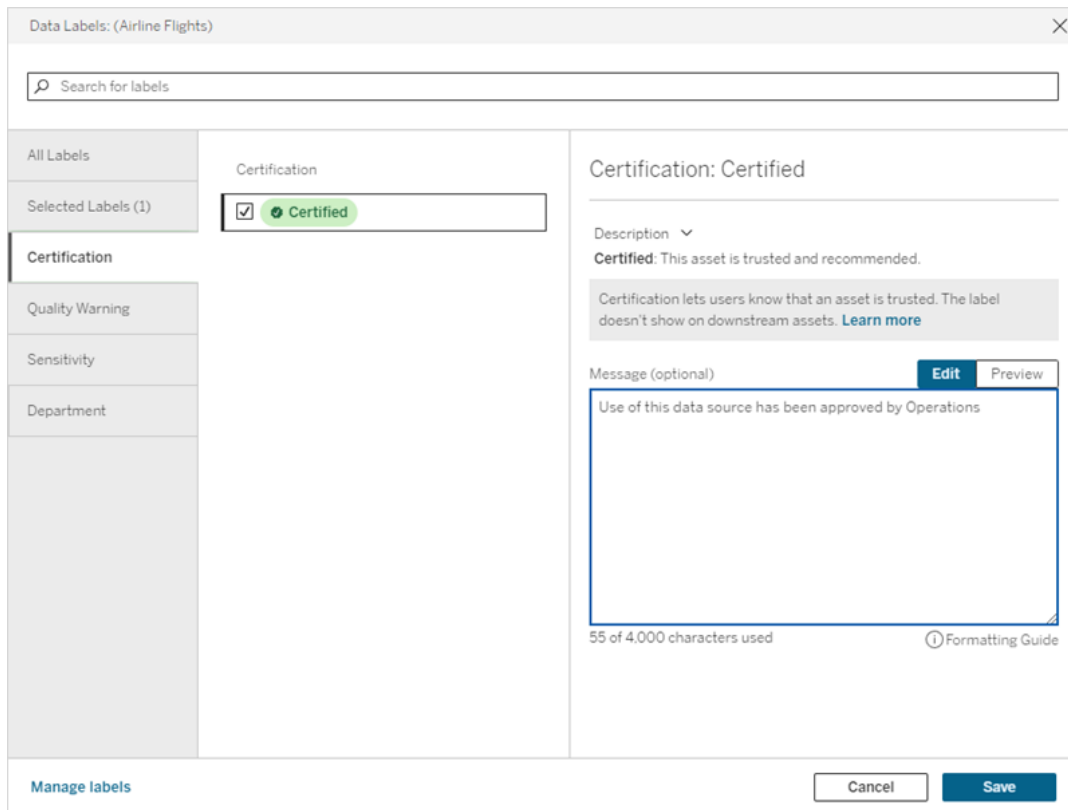 Data Labels: (Airline Flights)
Search for labels
All Labels
Selected Labels (1)
Certification
Quality Warning
Sensitivity
Department
Certification
Certified
Certification: Certified
Description
Certified: This asset is trusted and recommended.
Certification lets users know that an asset is trusted. The label
doesn't show on downstream assets. Learn more
Message (optional)
Edit
Preview
Use of this data source has been approved by Operations
55 of 4,000 characters used
Formatting Guide
Manage labels
Cancel
Save